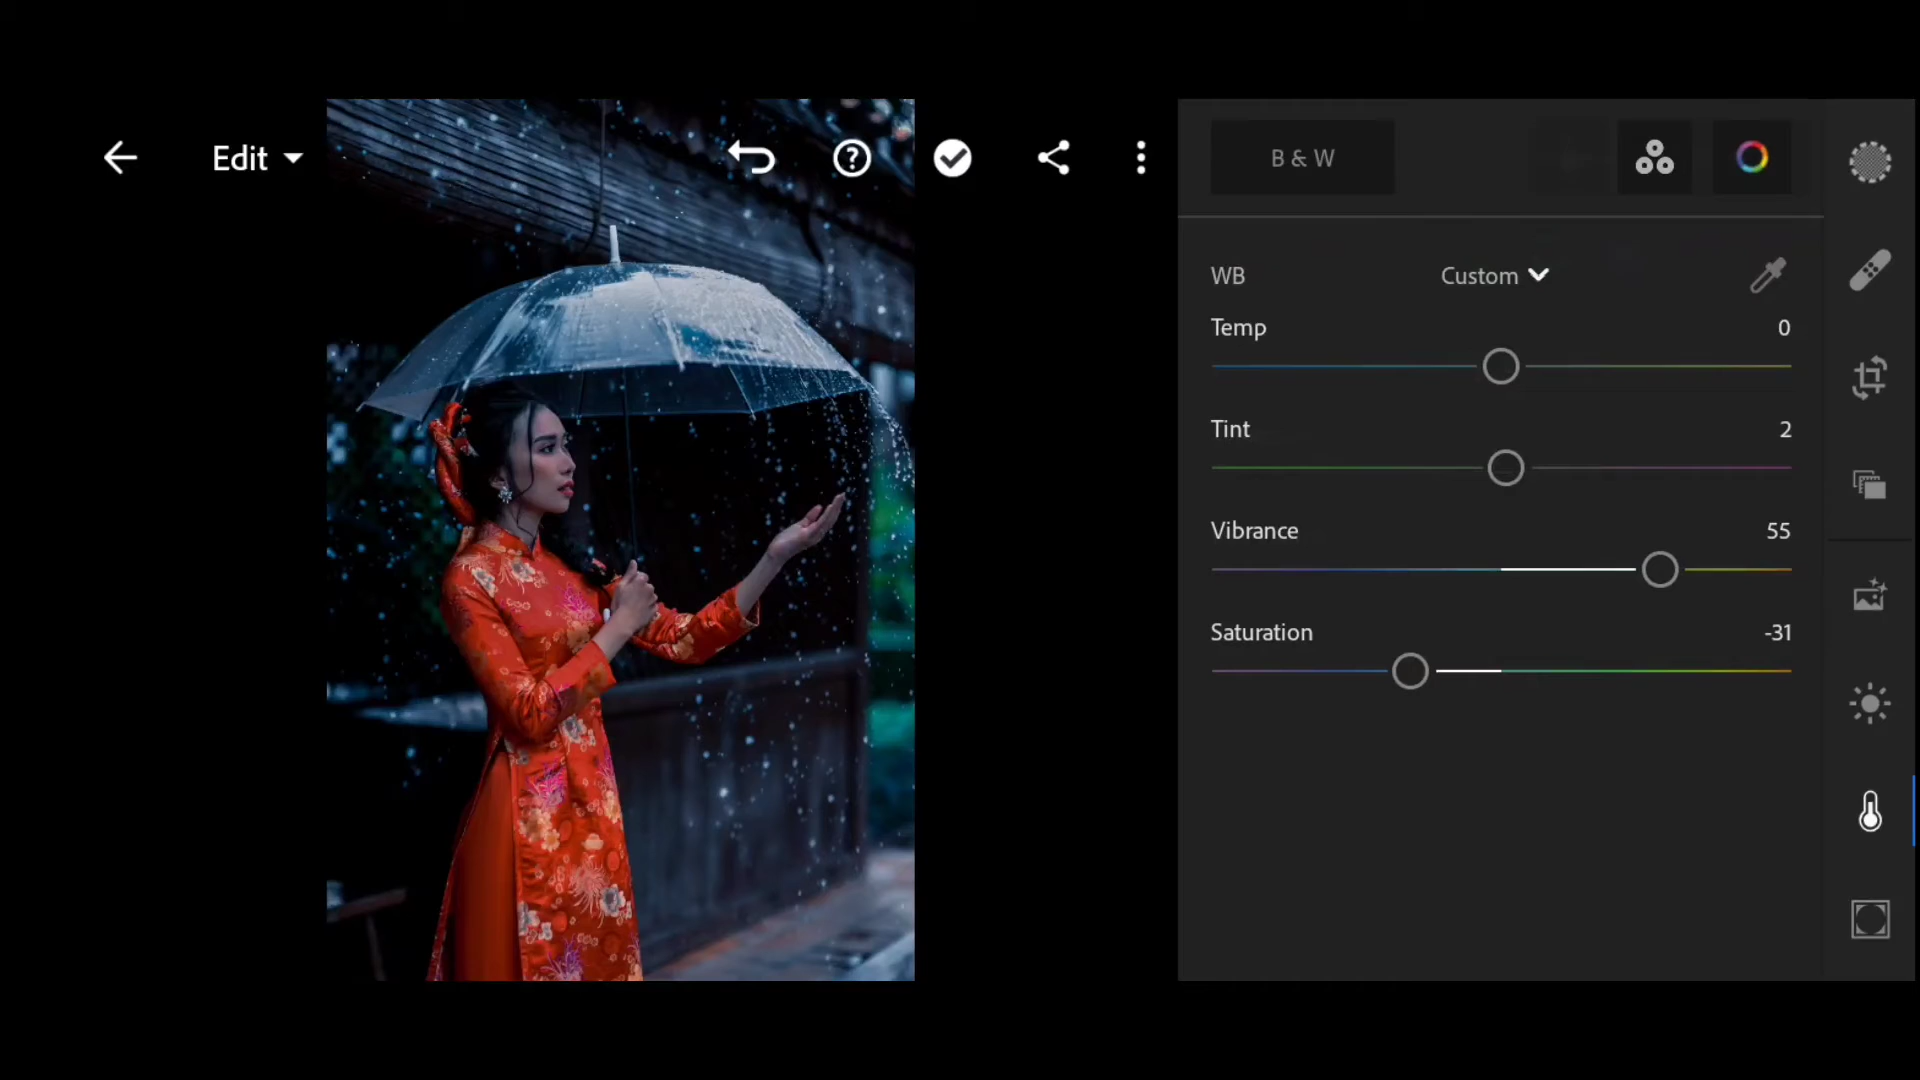 Edit
B & W
WB Custom
Temp 0
Tint 2
Vibrance 55
Saturation -31